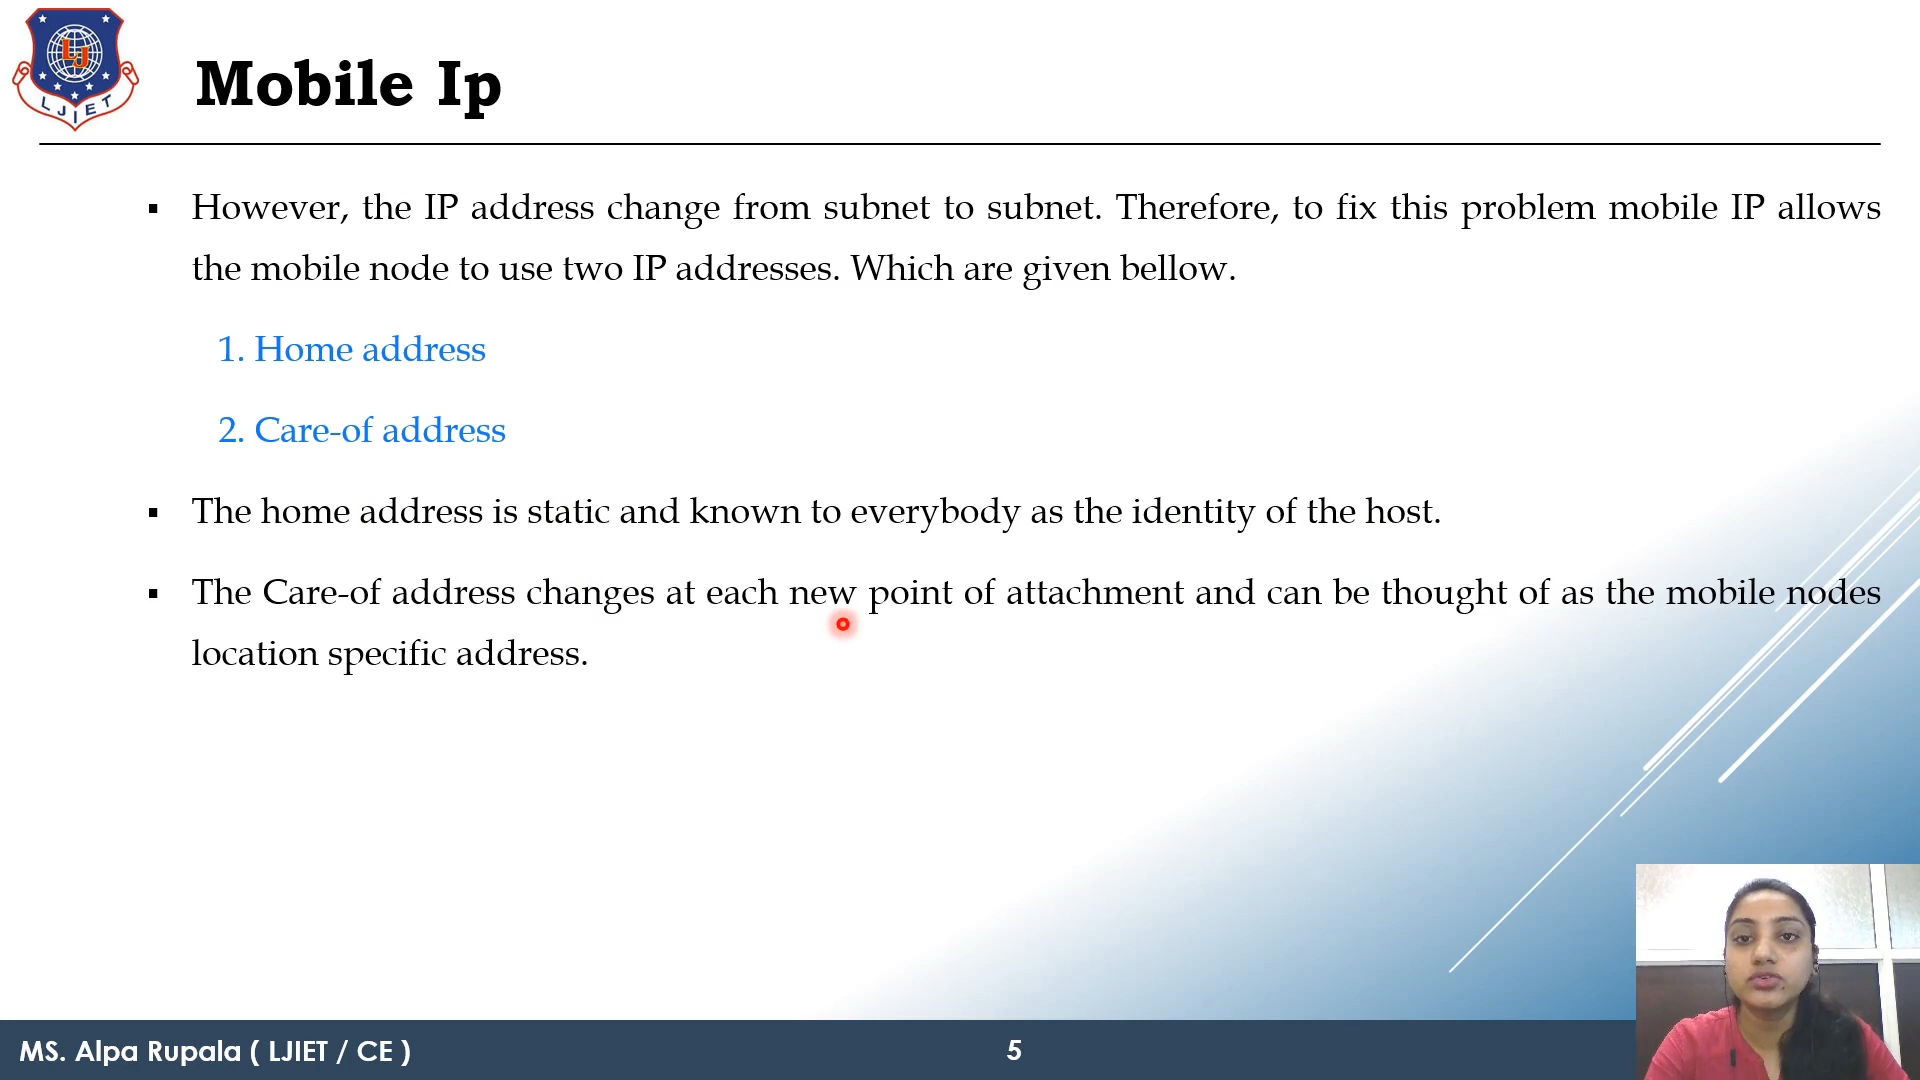 LJ
LJIET
Mobile Ip
▪ However, the IP address change from subnet to subnet. Therefore, to fix this problem mobile IP allows
the mobile node to use two IP addresses. Which are given bellow.
1. Home address
2. Care-of address
▪ The home address is static and known to everybody as the identity of the host.
▪ The Care-of address changes at each new point of attachment and can be thought of as the mobile nodes
location specific address.
MS. Alpa Rupala ( LJIET / CE )
5